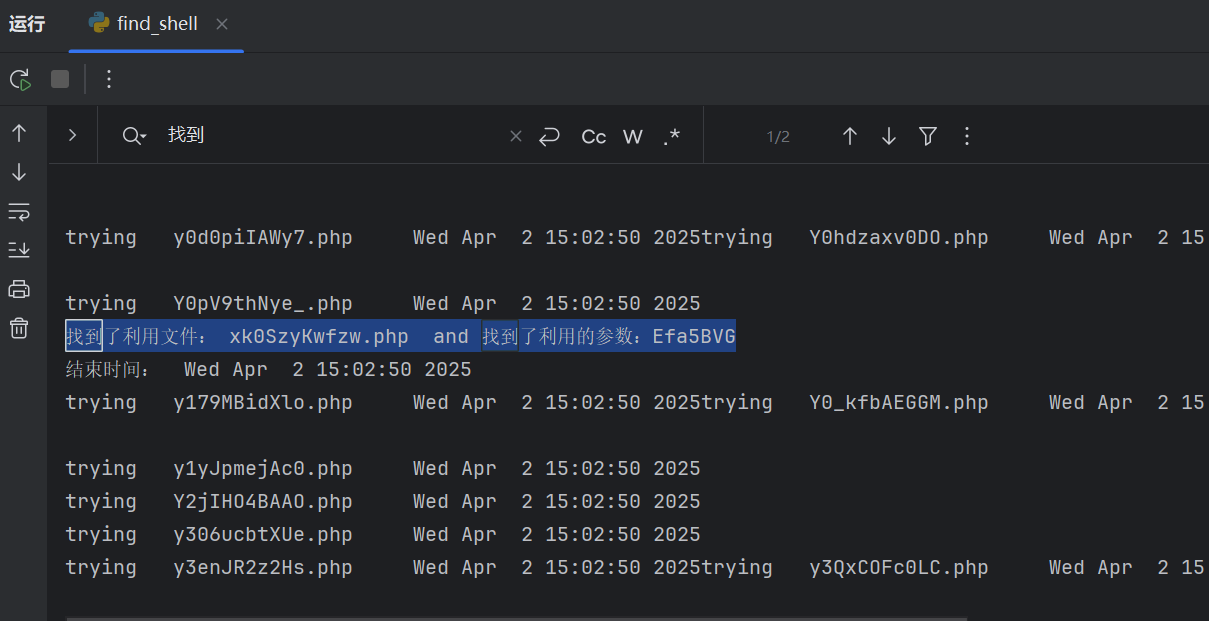 运行 find_shell
找到 Cc W .* 1/2
trying y0d0piIAWy7.php Wed Apr 2 15:02:50 2025trying Y0hdzaxv0DO.php Wed Apr 2 15
trying Y0pV9thNye_.php Wed Apr 2 15:02:50 2025
找到了利用文件： xk0SzyKwfzw.php and 找到了利用的参数：Efa5BVG
结束时间： Wed Apr 2 15:02:50 2025
trying y179MBidXlo.php Wed Apr 2 15:02:50 2025trying Y0_kfbAEGGM.php Wed Apr 2 15
trying y1yJpmejAc0.php Wed Apr 2 15:02:50 2025
trying Y2jIHO4BAAO.php Wed Apr 2 15:02:50 2025
trying y306ucbtXUe.php Wed Apr 2 15:02:50 2025
trying y3enJR2z2Hs.php Wed Apr 2 15:02:50 2025trying y3QxCOFc0LC.php Wed Apr 2 15